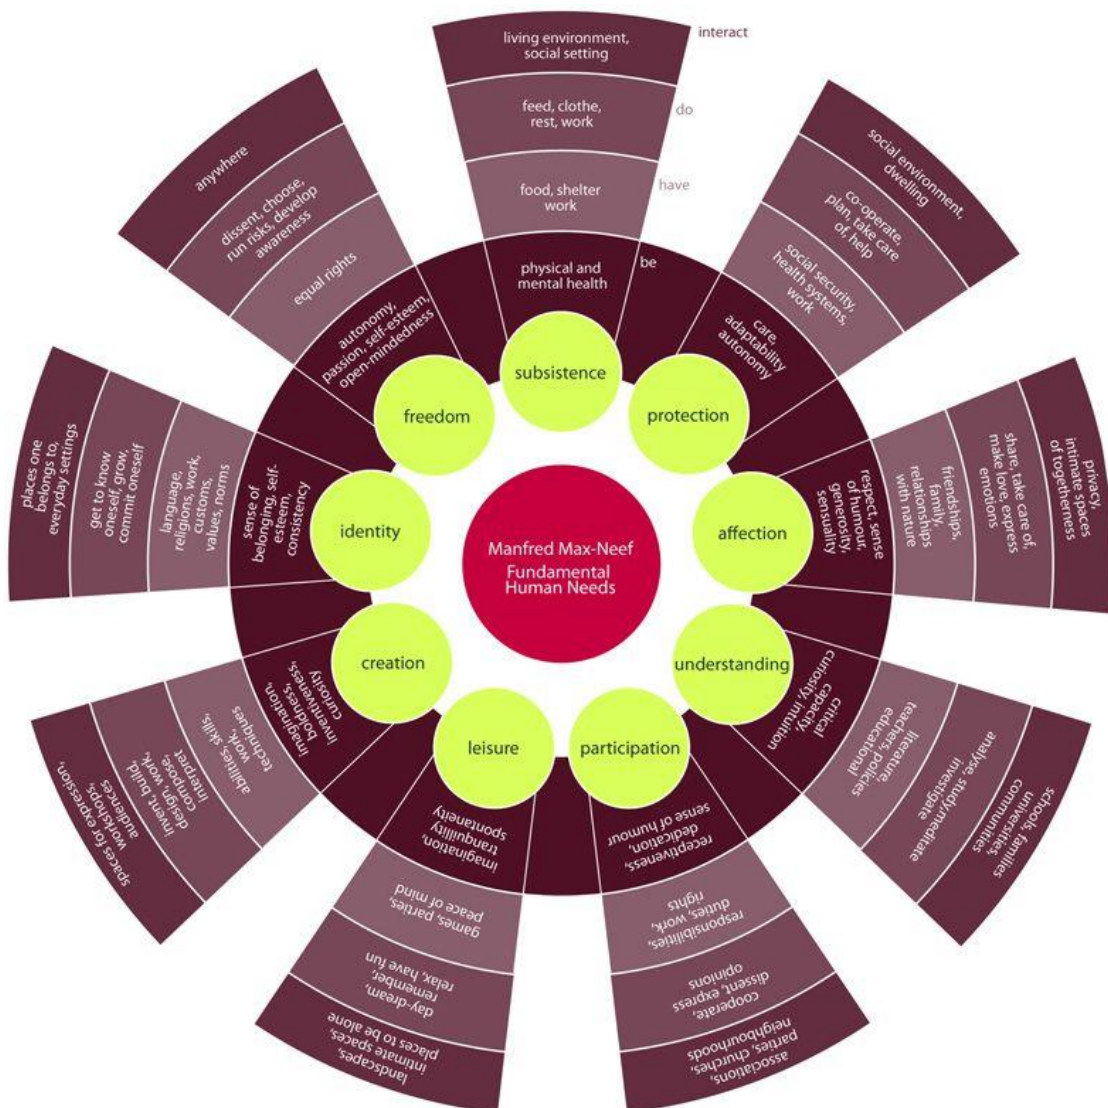 Manfred Max-Neef
Fundamental
Human Needs
subsistence
physical and
mental health
be
food, shelter
work
have
feed, clothe,
rest, work
do
living environment,
social setting
interact
protection
care,
adaptability
autonomy
social security,
health systems,
work
co-operate,
plan, take care
of, help
social environment,
dwelling
affection
respect, sense
of humour,
generosity,
sensuality
friendships,
family,
relationships
with nature
share, take care of,
make love, express
emotions
privacy,
intimate spaces
of togetherness
understanding
critical
capacity,
curiosity, intuition
literature,
teachers, policies
educational
analyse, study,meditate
investigate
schools, families
universities,
communities
participation
receptiveness,
dedication,
sense of humour
responsibilities,
duties, work,
rights
cooperate,
dissent, express
opinions
associations,
parties, churches,
neighbourhoods
leisure
imagination,
tranquillity
spontaneity
games, parties,
peace of mind
day-dream,
remember,
relax, have fun
landscapes,
intimate spaces,
places to be alone
creation
imagination,
boldness,
inventiveness,
curiosity
abilities, skills,
work,
techniques
invent build,
design, work,
compose,
interpret
spaces for expression,
workshops,
audiences
identity
sense of
belonging, self-
esteem,
consistency
language,
religions, work,
customs,
values, norms
get to know
oneself, grow,
commit oneself
places one
belongs to,
everyday settings
freedom
autonomy,
passion, self-esteem,
open-mindedness
equal rights
dissent, choose,
run risks, develop
awareness
anywhere